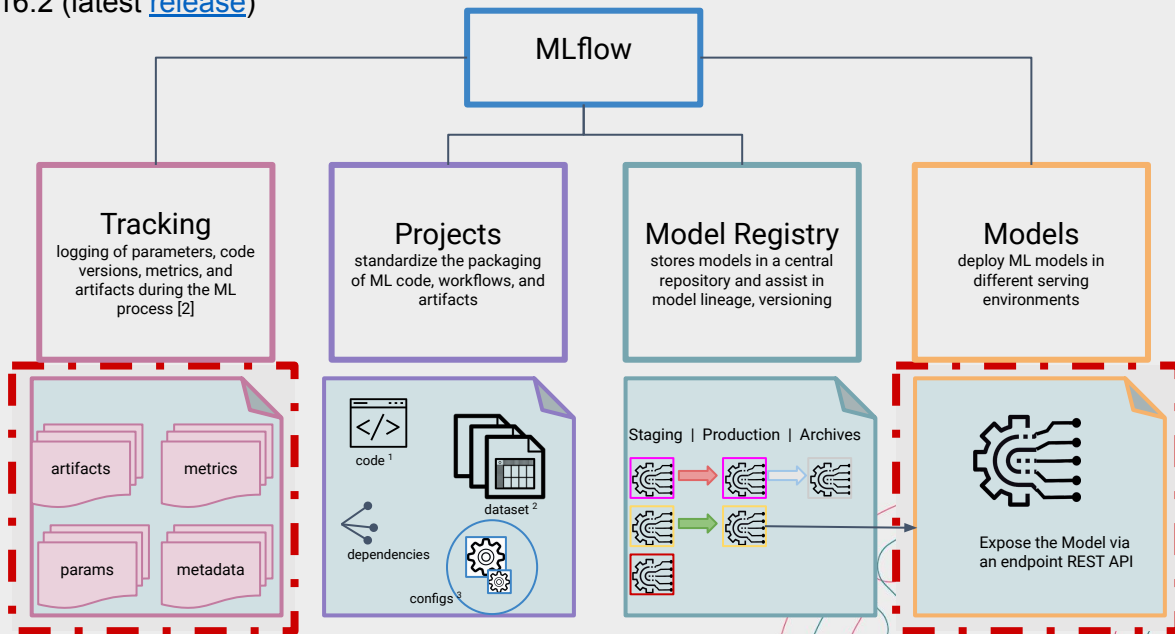 16.2 (latest release)
MLflow
Tracking
logging of parameters, code
versions, metrics, and
artifacts during the ML
process [2]
Projects
standardize the packaging
of ML code, workflows, and
artifacts
Model Registry
stores models in a central
repository and assist in
model lineage, versioning
Models
deploy ML models in
different serving
environments
artifacts
metrics
params
metadata
</>
code 1
dataset 2
dependencies
configs 3
Staging | Production | Archives
Expose the Model via
an endpoint REST API